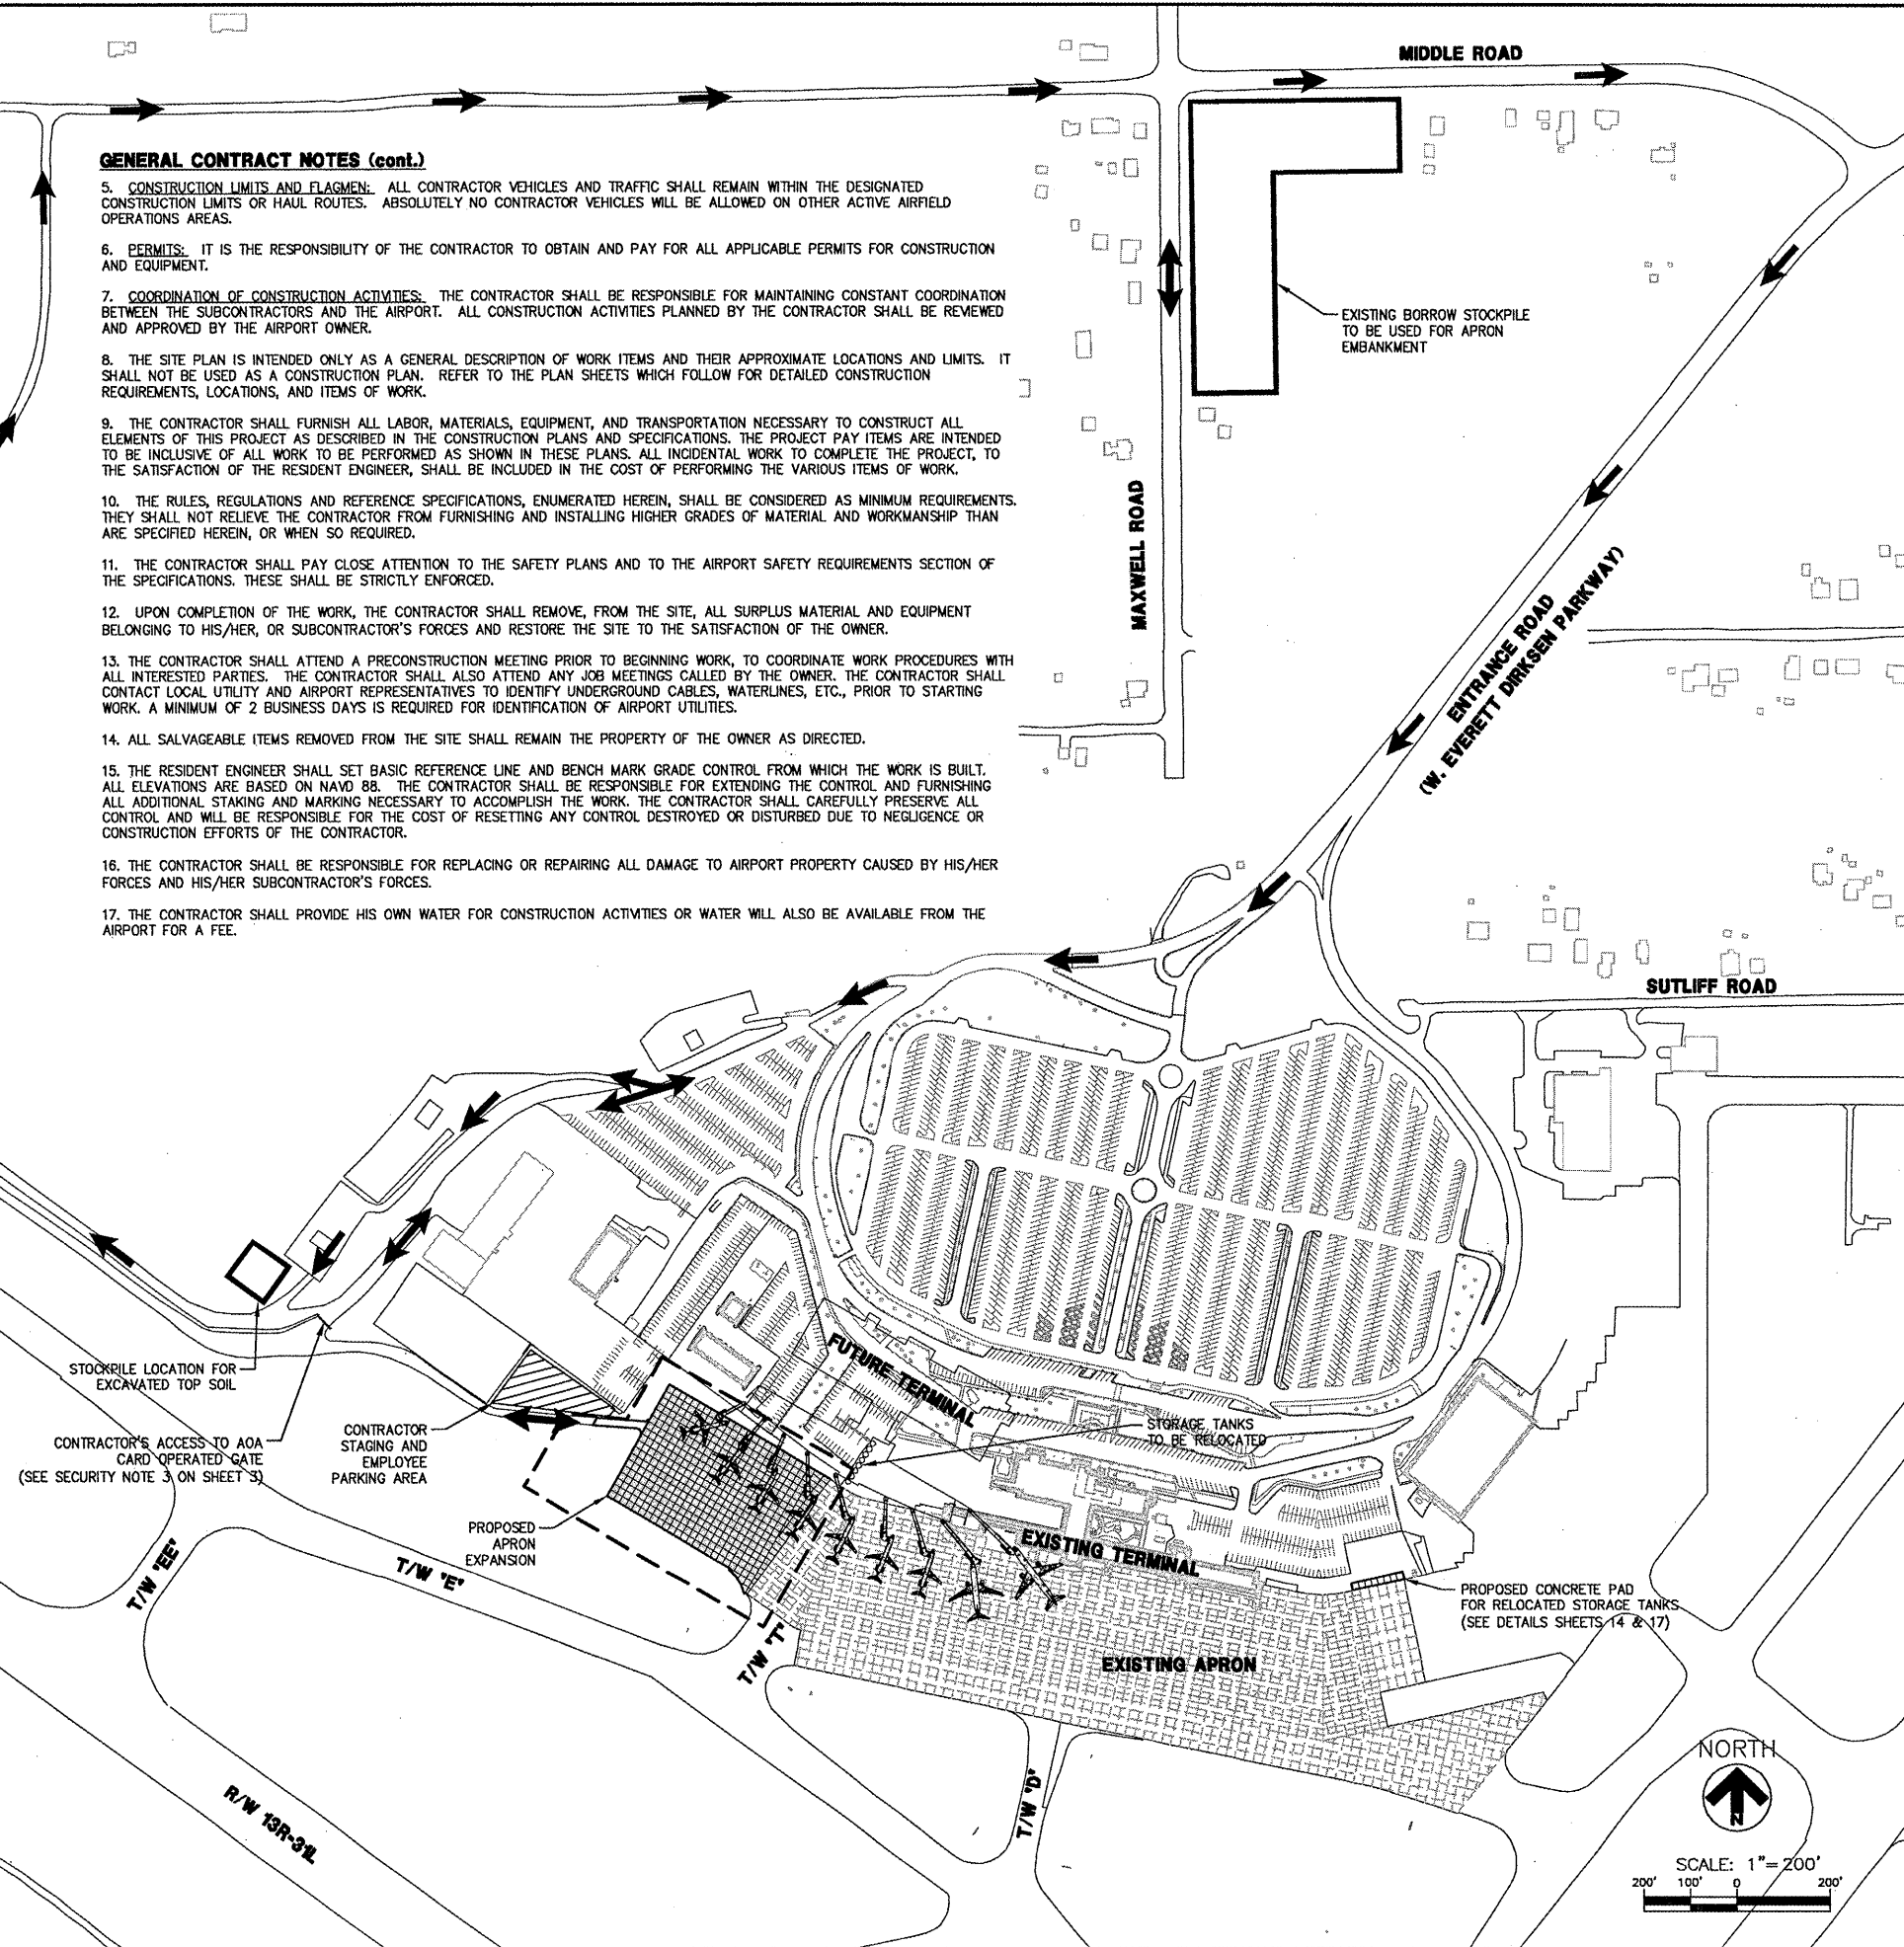 MIDDLE ROAD
GENERAL CONTRACT NOTES (cont.)
5. CONSTRUCTION LIMITS AND FLAGMEN: ALL CONTRACTOR VEHICLES AND TRAFFIC SHALL REMAIN WITHIN THE DESIGNATED
CONSTRUCTION LIMITS OR HAUL ROUTES. ABSOLUTELY NO CONTRACTOR VEHICLES WILL BE ALLOWED ON OTHER ACTIVE AIRFIELD
OPERATIONS AREAS.
6. PERMITS: IT IS THE RESPONSIBILITY OF THE CONTRACTOR TO OBTAIN AND PAY FOR ALL APPLICABLE PERMITS FOR CONSTRUCTION
AND EQUIPMENT.
7. COORDINATION OF CONSTRUCTION ACTIVITIES: THE CONTRACTOR SHALL BE RESPONSIBLE FOR MAINTAINING CONSTANT COORDINATION
BETWEEN THE SUBCONTRACTORS AND THE AIRPORT. ALL CONSTRUCTION ACTIVITIES PLANNED BY THE CONTRACTOR SHALL BE REVIEWED
AND APPROVED BY THE AIRPORT OWNER.
8. THE SITE PLAN IS INTENDED ONLY AS A GENERAL DESCRIPTION OF WORK ITEMS AND THEIR APPROXIMATE LOCATIONS AND LIMITS. IT
SHALL NOT BE USED AS A CONSTRUCTION PLAN. REFER TO THE PLAN SHEETS WHICH FOLLOW FOR DETAILED CONSTRUCTION
REQUIREMENTS, LOCATIONS, AND ITEMS OF WORK.
9. THE CONTRACTOR SHALL FURNISH ALL LABOR, MATERIALS, EQUIPMENT, AND TRANSPORTATION NECESSARY TO CONSTRUCT ALL
ELEMENTS OF THIS PROJECT AS DESCRIBED IN THE CONSTRUCTION PLANS AND SPECIFICATIONS. THE PROJECT PAY ITEMS ARE INTENDED
TO BE INCLUSIVE OF ALL WORK TO BE PERFORMED AS SHOWN IN THESE PLANS. ALL INCIDENTAL WORK TO COMPLETE THE PROJECT, TO
THE SATISFACTION OF THE RESIDENT ENGINEER, SHALL BE INCLUDED IN THE COST OF PERFORMING THE VARIOUS ITEMS OF WORK.
10. THE RULES, REGULATIONS AND REFERENCE SPECIFICATIONS, ENUMERATED HEREIN, SHALL BE CONSIDERED AS MINIMUM REQUIREMENTS.
THEY SHALL NOT RELIEVE THE CONTRACTOR FROM FURNISHING AND INSTALLING HIGHER GRADES OF MATERIAL AND WORKMANSHIP THAN
ARE SPECIFIED HEREIN, OR WHEN SO REQUIRED.
11. THE CONTRACTOR SHALL PAY CLOSE ATTENTION TO THE SAFETY PLANS AND TO THE AIRPORT SAFETY REQUIREMENTS SECTION OF
THE SPECIFICATIONS. THESE SHALL BE STRICTLY ENFORCED.
12. UPON COMPLETION OF THE WORK, THE CONTRACTOR SHALL REMOVE, FROM THE SITE, ALL SURPLUS MATERIAL AND EQUIPMENT
BELONGING TO HIS/HER, OR SUBCONTRACTOR'S FORCES AND RESTORE THE SITE TO THE SATISFACTION OF THE OWNER.
13. THE CONTRACTOR SHALL ATTEND A PRECONSTRUCTION MEETING PRIOR TO BEGINNING WORK, TO COORDINATE WORK PROCEDURES WITH
ALL INTERESTED PARTIES. THE CONTRACTOR SHALL ALSO ATTEND ANY JOB MEETINGS CALLED BY THE OWNER. THE CONTRACTOR SHALL
CONTACT LOCAL UTILITY AND AIRPORT REPRESENTATIVES TO IDENTIFY UNDERGROUND CABLES, WATERLINES, ETC., PRIOR TO STARTING
WORK. A MINIMUM OF 2 BUSINESS DAYS IS REQUIRED FOR IDENTIFICATION OF AIRPORT UTILITIES.
14. ALL SALVAGEABLE ITEMS REMOVED FROM THE SITE SHALL REMAIN THE PROPERTY OF THE OWNER AS DIRECTED.
15. THE RESIDENT ENGINEER SHALL SET BASIC REFERENCE LINE AND BENCH MARK GRADE CONTROL FROM WHICH THE WORK IS BUILT.
ALL ELEVATIONS ARE BASED ON NAVD 88. THE CONTRACTOR SHALL BE RESPONSIBLE FOR EXTENDING THE CONTROL AND FURNISHING
ALL ADDITIONAL STAKING AND MARKING NECESSARY TO ACCOMPLISH THE WORK. THE CONTRACTOR SHALL CAREFULLY PRESERVE ALL
CONTROL AND WILL BE RESPONSIBLE FOR THE COST OF RESETTING ANY CONTROL DESTROYED OR DISTURBED DUE TO NEGLIGENCE OR
CONSTRUCTION EFFORTS OF THE CONTRACTOR.
16. THE CONTRACTOR SHALL BE RESPONSIBLE FOR REPLACING OR REPAIRING ALL DAMAGE TO AIRPORT PROPERTY CAUSED BY HIS/HER
FORCES AND HIS/HER SUBCONTRACTOR'S FORCES.
17. THE CONTRACTOR SHALL PROVIDE HIS OWN WATER FOR CONSTRUCTION ACTIVITIES OR WATER WILL ALSO BE AVAILABLE FROM THE
AIRPORT FOR A FEE.
EXISTING BORROW STOCKPILE
TO BE USED FOR APRON
EMBANKMENT
MAXWELL ROAD
ENTRANCE ROAD
(W. EVERETT DIRKSEN PARKWAY)
SUTLIFF ROAD
STOCKPILE LOCATION FOR
EXCAVATED TOP SOIL
CONTRACTOR'S ACCESS TO AOA
CARD OPERATED GATE
(SEE SECURITY NOTE 3 ON SHEET 3)
CONTRACTOR
STAGING AND
EMPLOYEE
PARKING AREA
FUTURE TERMINAL
STORAGE TANKS
TO BE RELOCATED
PROPOSED
APRON
EXPANSION
EXISTING TERMINAL
T/W "EE"
T/W "E"
T/W "T"
PROPOSED CONCRETE PAD
FOR RELOCATED STORAGE TANKS
(SEE DETAILS SHEETS 14 & 17)
EXISTING APRON
R/W 13R-31L
T/W "D"
NORTH
N
SCALE: 1"=200'
200' 100' 0 200'